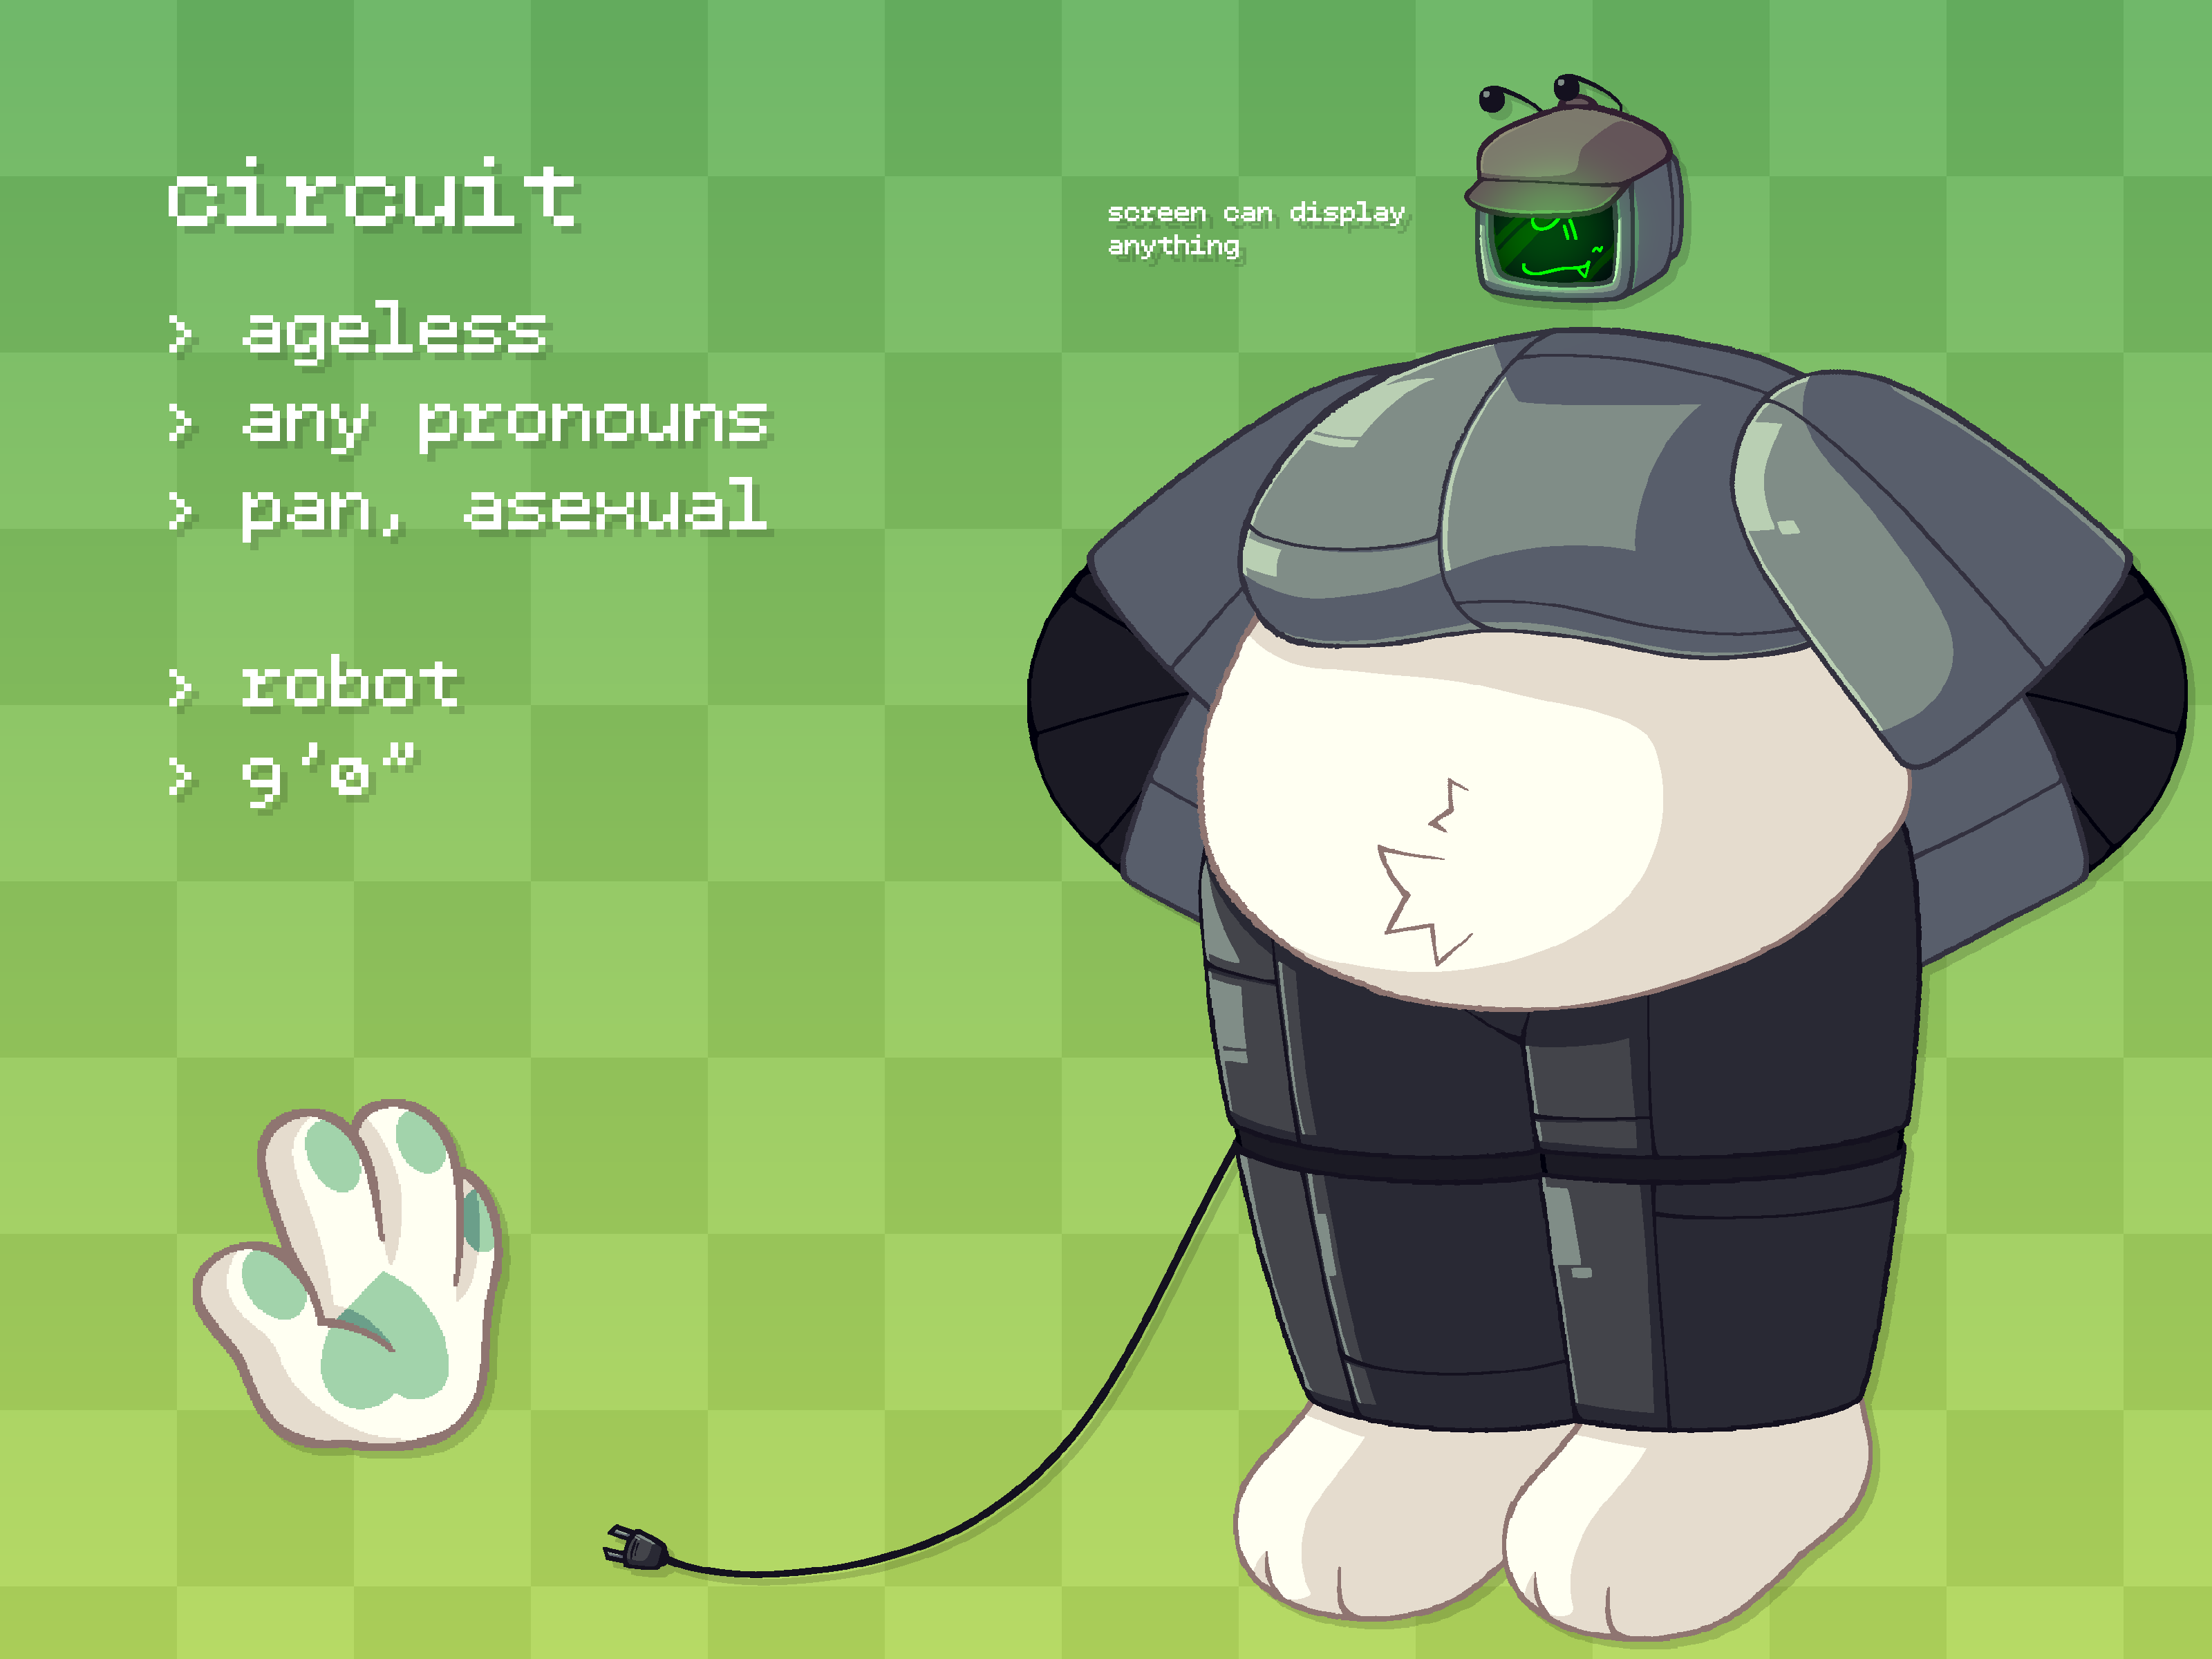 circuit
> ageless
> any pronouns
> pan, asexual
> robot
> 9'0"
screen can display
anything